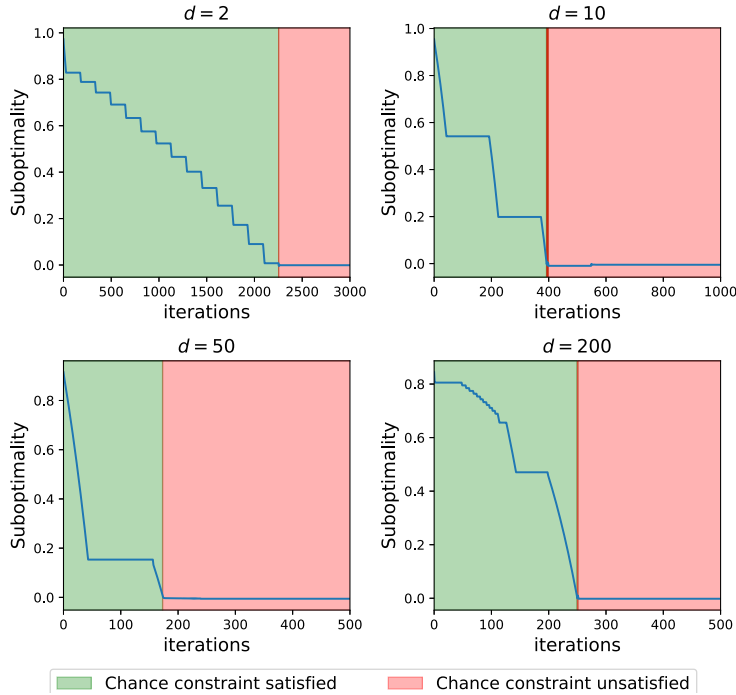 d = 2
1.0
0.8
0.6
0.4
0.2
0.0
Suboptimality
0 500 1000 1500 2000 2500 3000
iterations
d = 10
1.0
0.8
0.6
0.4
0.2
0.0
Suboptimality
0 200 400 600 800 1000
iterations
d = 50
0.8
0.6
0.4
0.2
0.0
Suboptimality
0 100 200 300 400 500
iterations
d = 200
0.8
0.6
0.4
0.2
0.0
Suboptimality
0 100 200 300 400 500
iterations
Chance constraint satisfied
Chance constraint unsatisfied